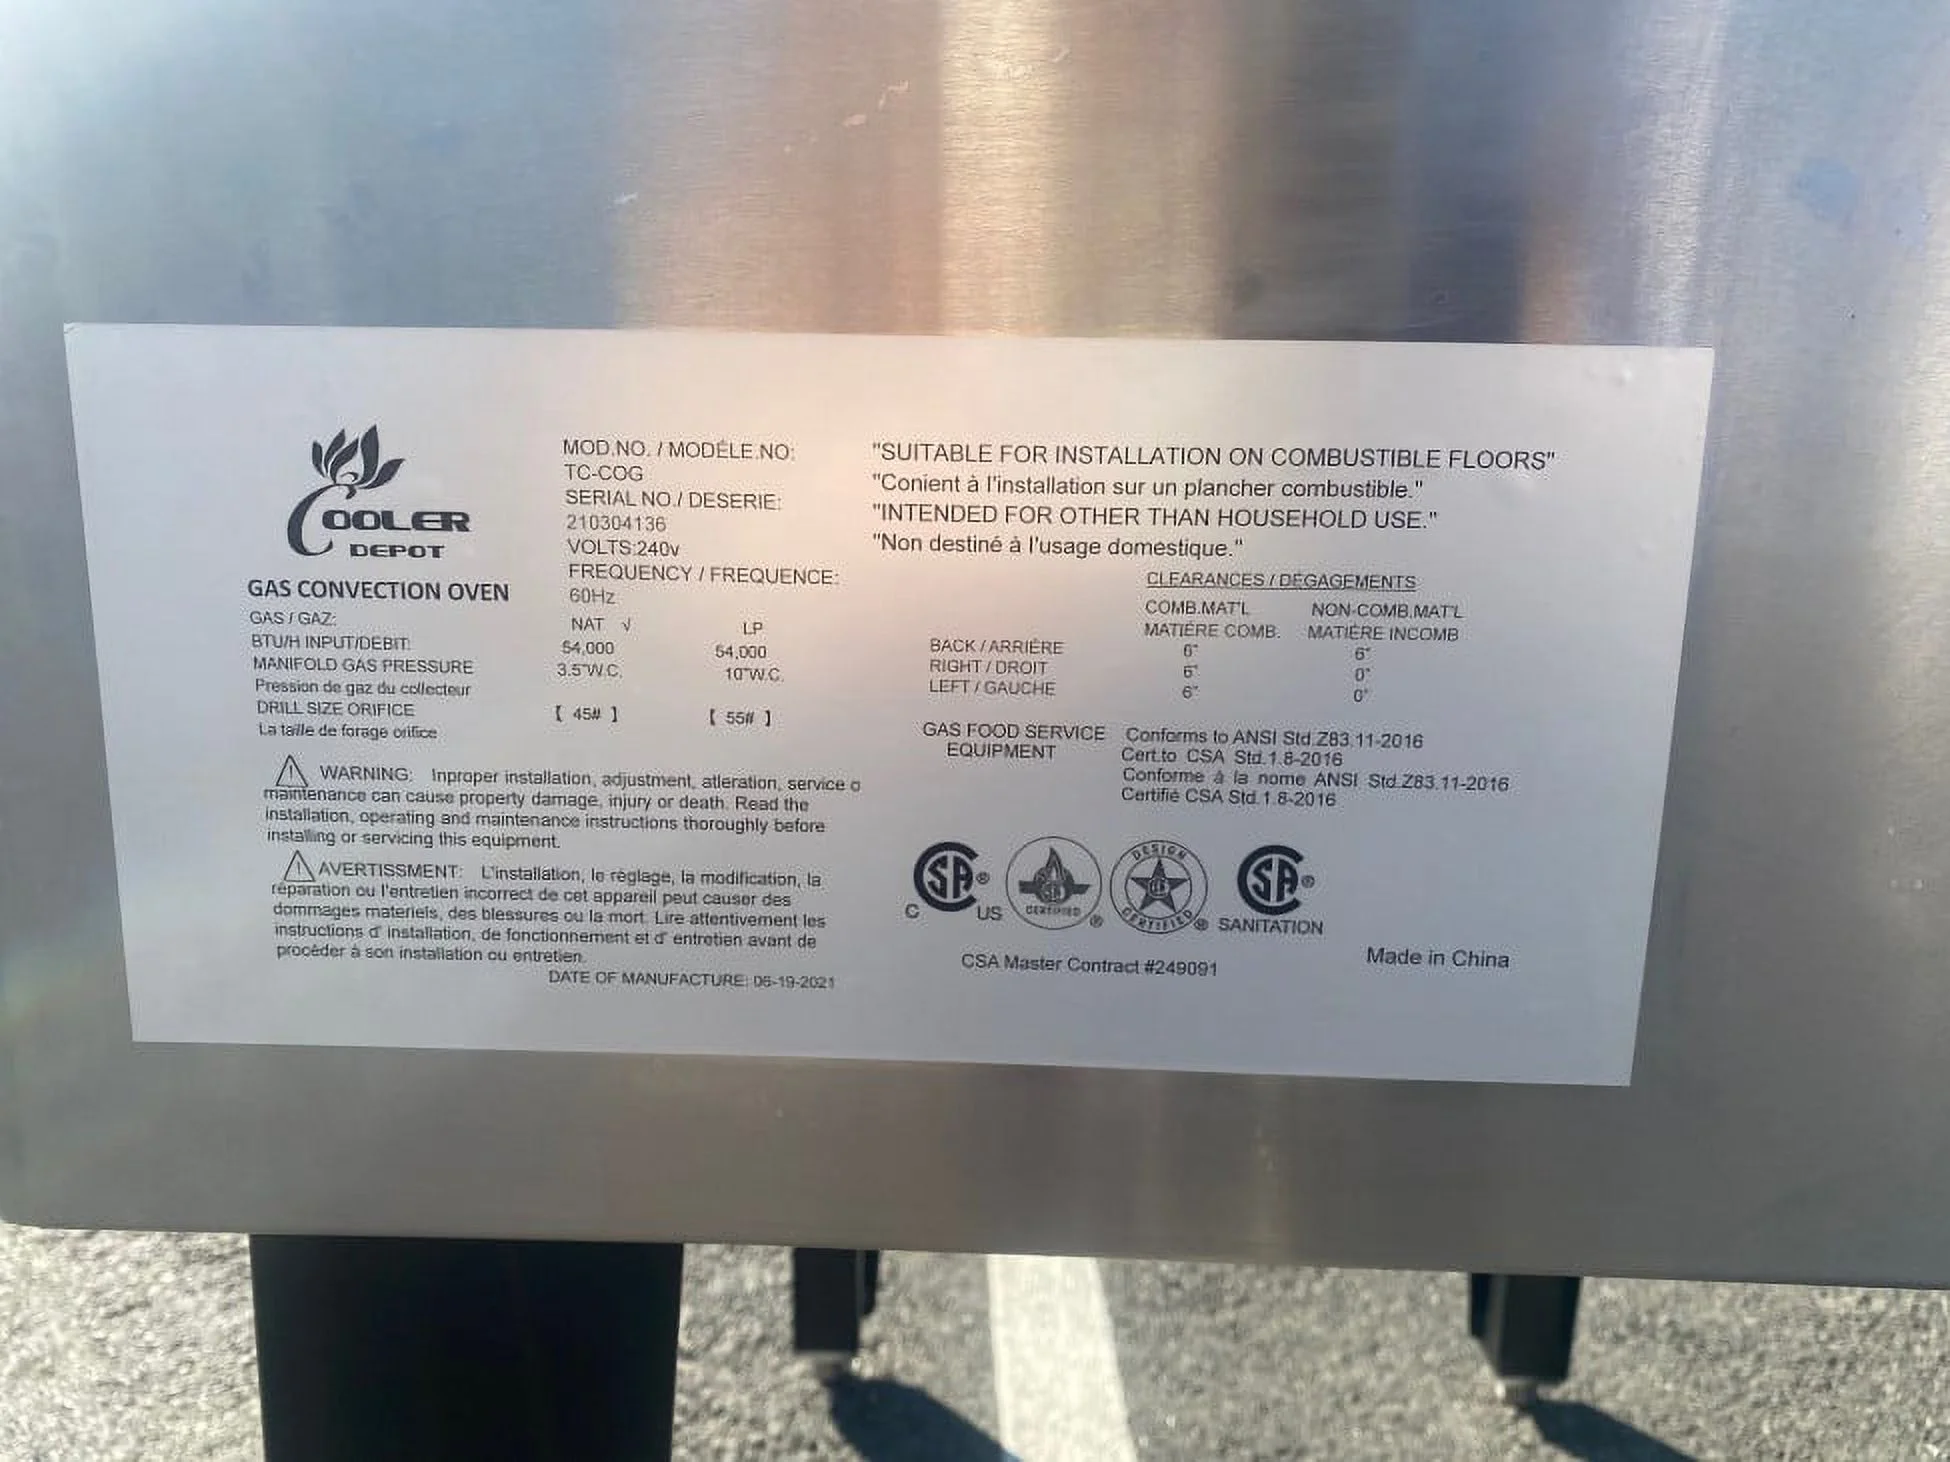 COOLER
DEPOT
GAS CONVECTION OVEN
MOD.NO. / MODÉLE.NO:
TC-COG
SERIAL NO./ DESERIE:
210304136
VOLTS:240v
FREQUENCY / FREQUENCE:
60Hz
GAS / GAZ: NAT √ LP
BTU/H INPUT/DEBIT: 54,000 54,000
MANIFOLD GAS PRESSURE 3.5"W.C. 10"W.C.
Pression de gaz du collecteur
DRILL SIZE ORIFICE 【 45# 】 【 55# 】
La taille de forage orifice
WARNING: Inproper installation, adjustment, atleration, service o
maintenance can cause property damage, injury or death. Read the
installation, operating and maintenance instructions thoroughly before
installing or servicing this equipment.
AVERTISSMENT: L'installation, le règlage, la modification, la
réparation ou l'entretien incorrect de cet appareil peut causer des
dommages materiels, des blessures ou la mort. Lire attentivement les
instructions d' installation, de fonctionnement et d' entretien avant de
procéder à son installation ou entretien.
DATE OF MANUFACTURE: 06-19-2021
"SUITABLE FOR INSTALLATION ON COMBUSTIBLE FLOORS"
"Conient à l'installation sur un plancher combustible."
"INTENDED FOR OTHER THAN HOUSEHOLD USE."
"Non destiné à l'usage domestique."
CLEARANCES / DÉGAGEMENTS
COMB.MAT'L NON-COMB.MAT'L
MATIÉRE COMB. MATIÈRE INCOMB
BACK / ARRIÈRE 6" 6"
RIGHT / DROIT 6" 0"
LEFT / GAUCHE 6" 0"
GAS FOOD SERVICE
EQUIPMENT
Conforms to ANSI Std.Z83.11-2016
Cert.to CSA Std.1.8-2016
Conforme à la nome ANSI Std.Z83.11-2016
Certifié CSA Std.1.8-2016
CSA®
C US
CERTIFIED ®
DESIGN
CERTIFIED ®
CSA®
SANITATION
CSA Master Contract #249091
Made in China